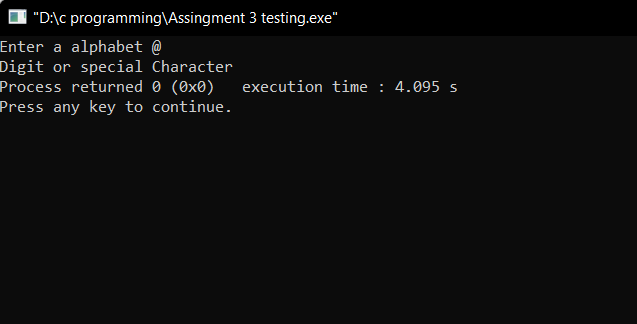 "D:\c programming\Assingment 3 testing.exe"
Enter a alphabet @
Digit or special Character
Process returned 0 (0x0)   execution time : 4.095 s
Press any key to continue.